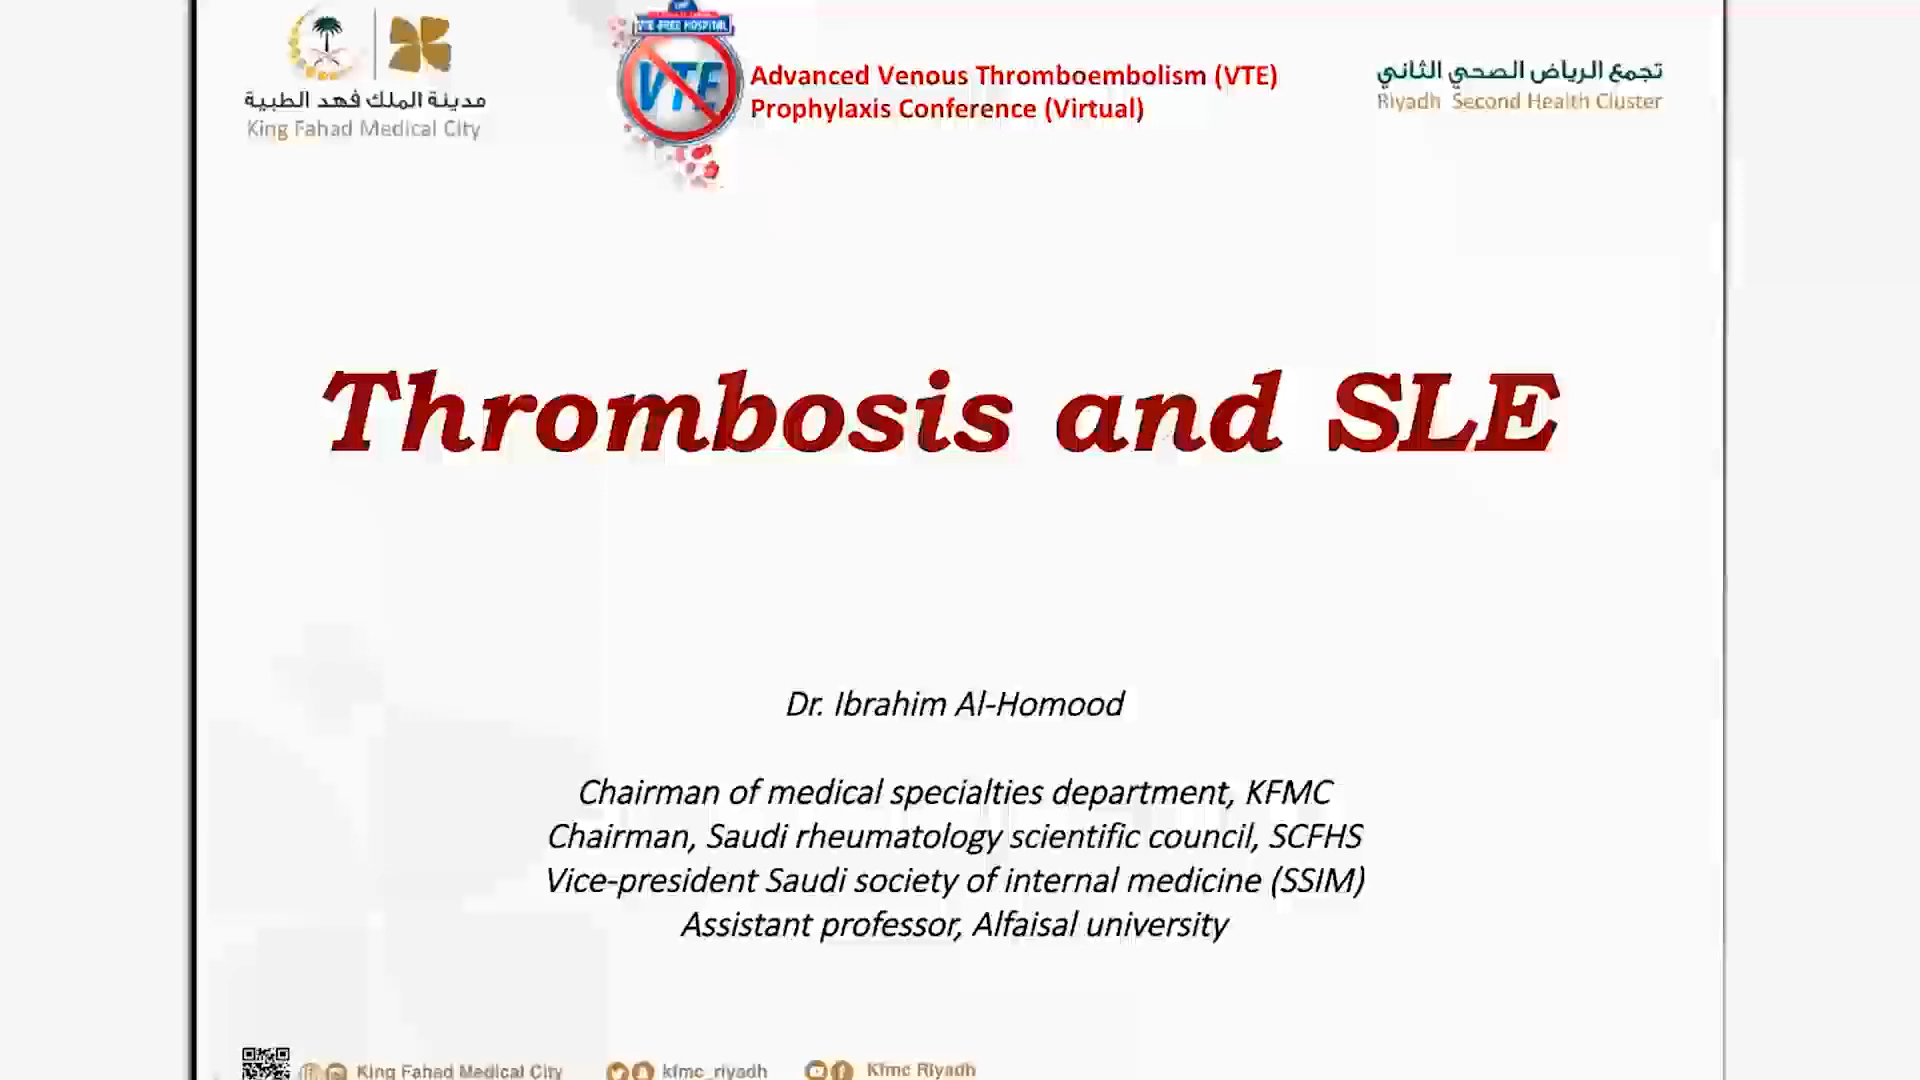 مدينة الملك فهد الطبية
King Fahad Medical City
VTE FREE HOSPITAL
VTE
Advanced Venous Thromboembolism (VTE)
Prophylaxis Conference (Virtual)
تجمع الرياض الصحي الثاني
Riyadh Second Health Cluster
Thrombosis and SLE
Dr. Ibrahim Al-Homood
Chairman of medical specialties department, KFMC
Chairman, Saudi rheumatology scientific council, SCFHS
Vice-president Saudi society of internal medicine (SSIM)
Assistant professor, Alfaisal university
King Fahad Medical City
kfmc_riyadh
Kfmc Riyadh